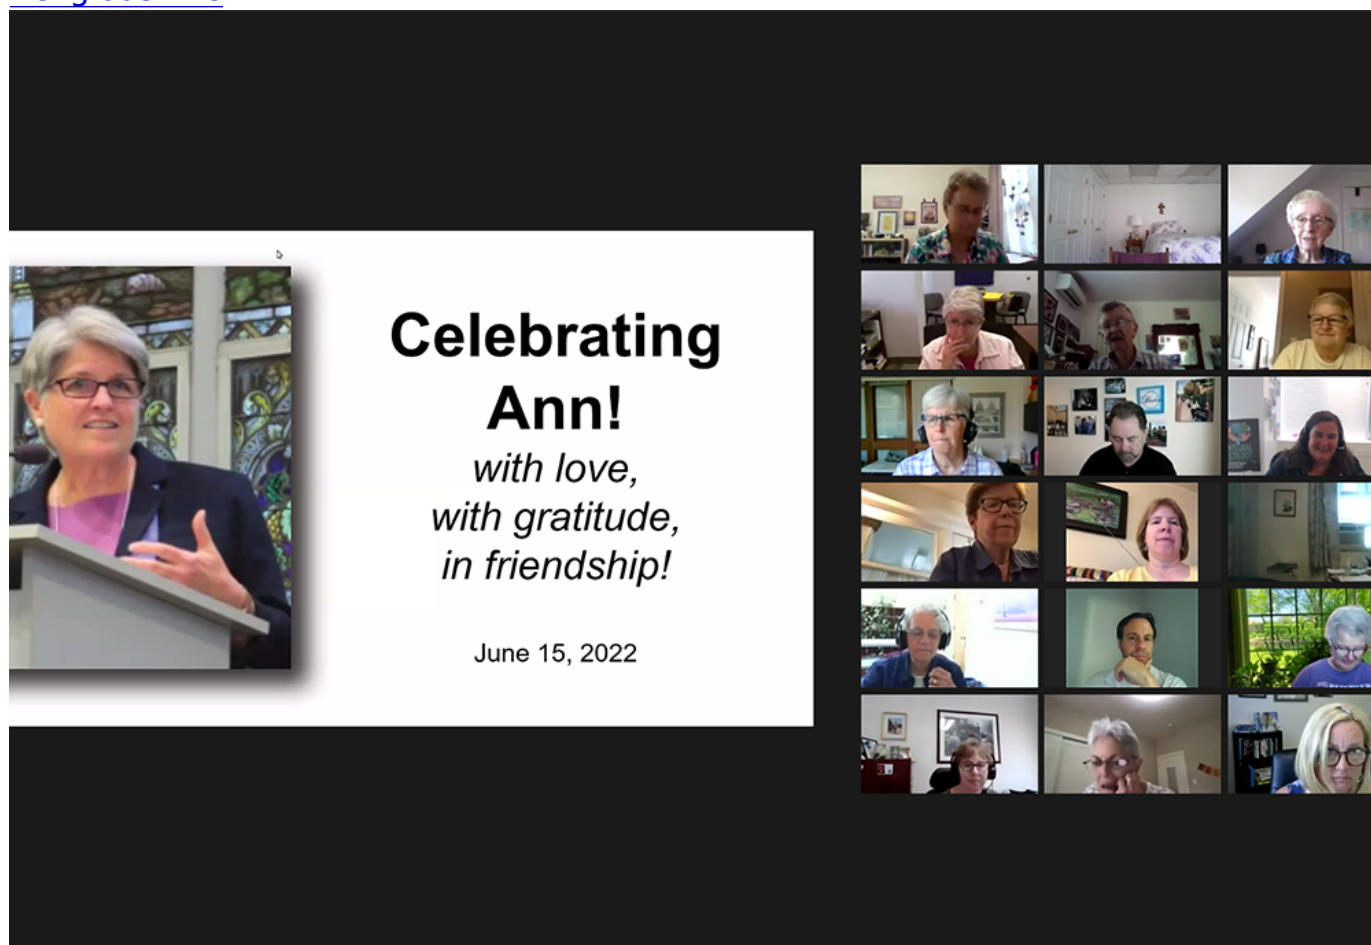 Celebrating
Ann!
with love,
with gratitude,
in friendship!
June 15, 2022